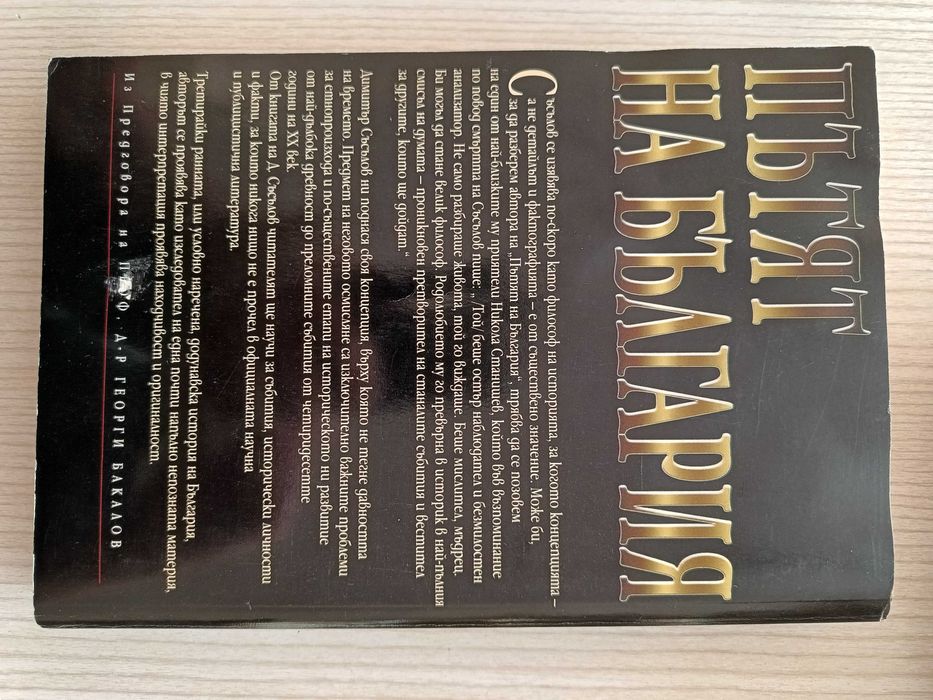 ПЪТЯТ
НА БЪЛГАРИЯ
Съсълов се изявява по-скоро като философ на историята, за когото концепцията –
а не детайлът и фактографията – е от съществено значение. Може би,
за да разберем автора на „Пътят на България“, трябва да се позовем
на един от най-близките му приятели Никола Станишев, който във възпоминание
по повод смъртта на Съсълов пише: „/Той/ беше остър наблюдател и безмилостен
анализатор. Не само разбираше живота, той го виждаше. Беше мислител, мъдрец.
Би могъл да стане велик философ. Родолюбието му го превърна в историк в най-пълния
смисъл на думата – проникновен претворител на сталите събития и вестител
за другите, които ще дойдат!“
Димитър Съсълов ни поднася своя концепция, върху която не тегне давността
на времето. Предмет на неговото осмисляне са изключително важните проблеми
за етнопроизхода и по-съществените етапи на историческото ни развитие
от най-дълбока древност до преломните събития от четиридесетте
години на XX век.
От книгата на Д. Съсълов читателят ще научи за събития, исторически личности
и факти, за които никога нищо не е прочел в официалната научна
и публицистична литература.
Третирайки ранната, или условно наречена, додунавска история на България,
авторът се проявява като изследовател на една почти напълно непозната материя,
в чиято интерпретация проявява находчивост и оригиналност.
Из Предговора на ПРОФ. Д-Р ГЕОРГИ БАКАЛОВ